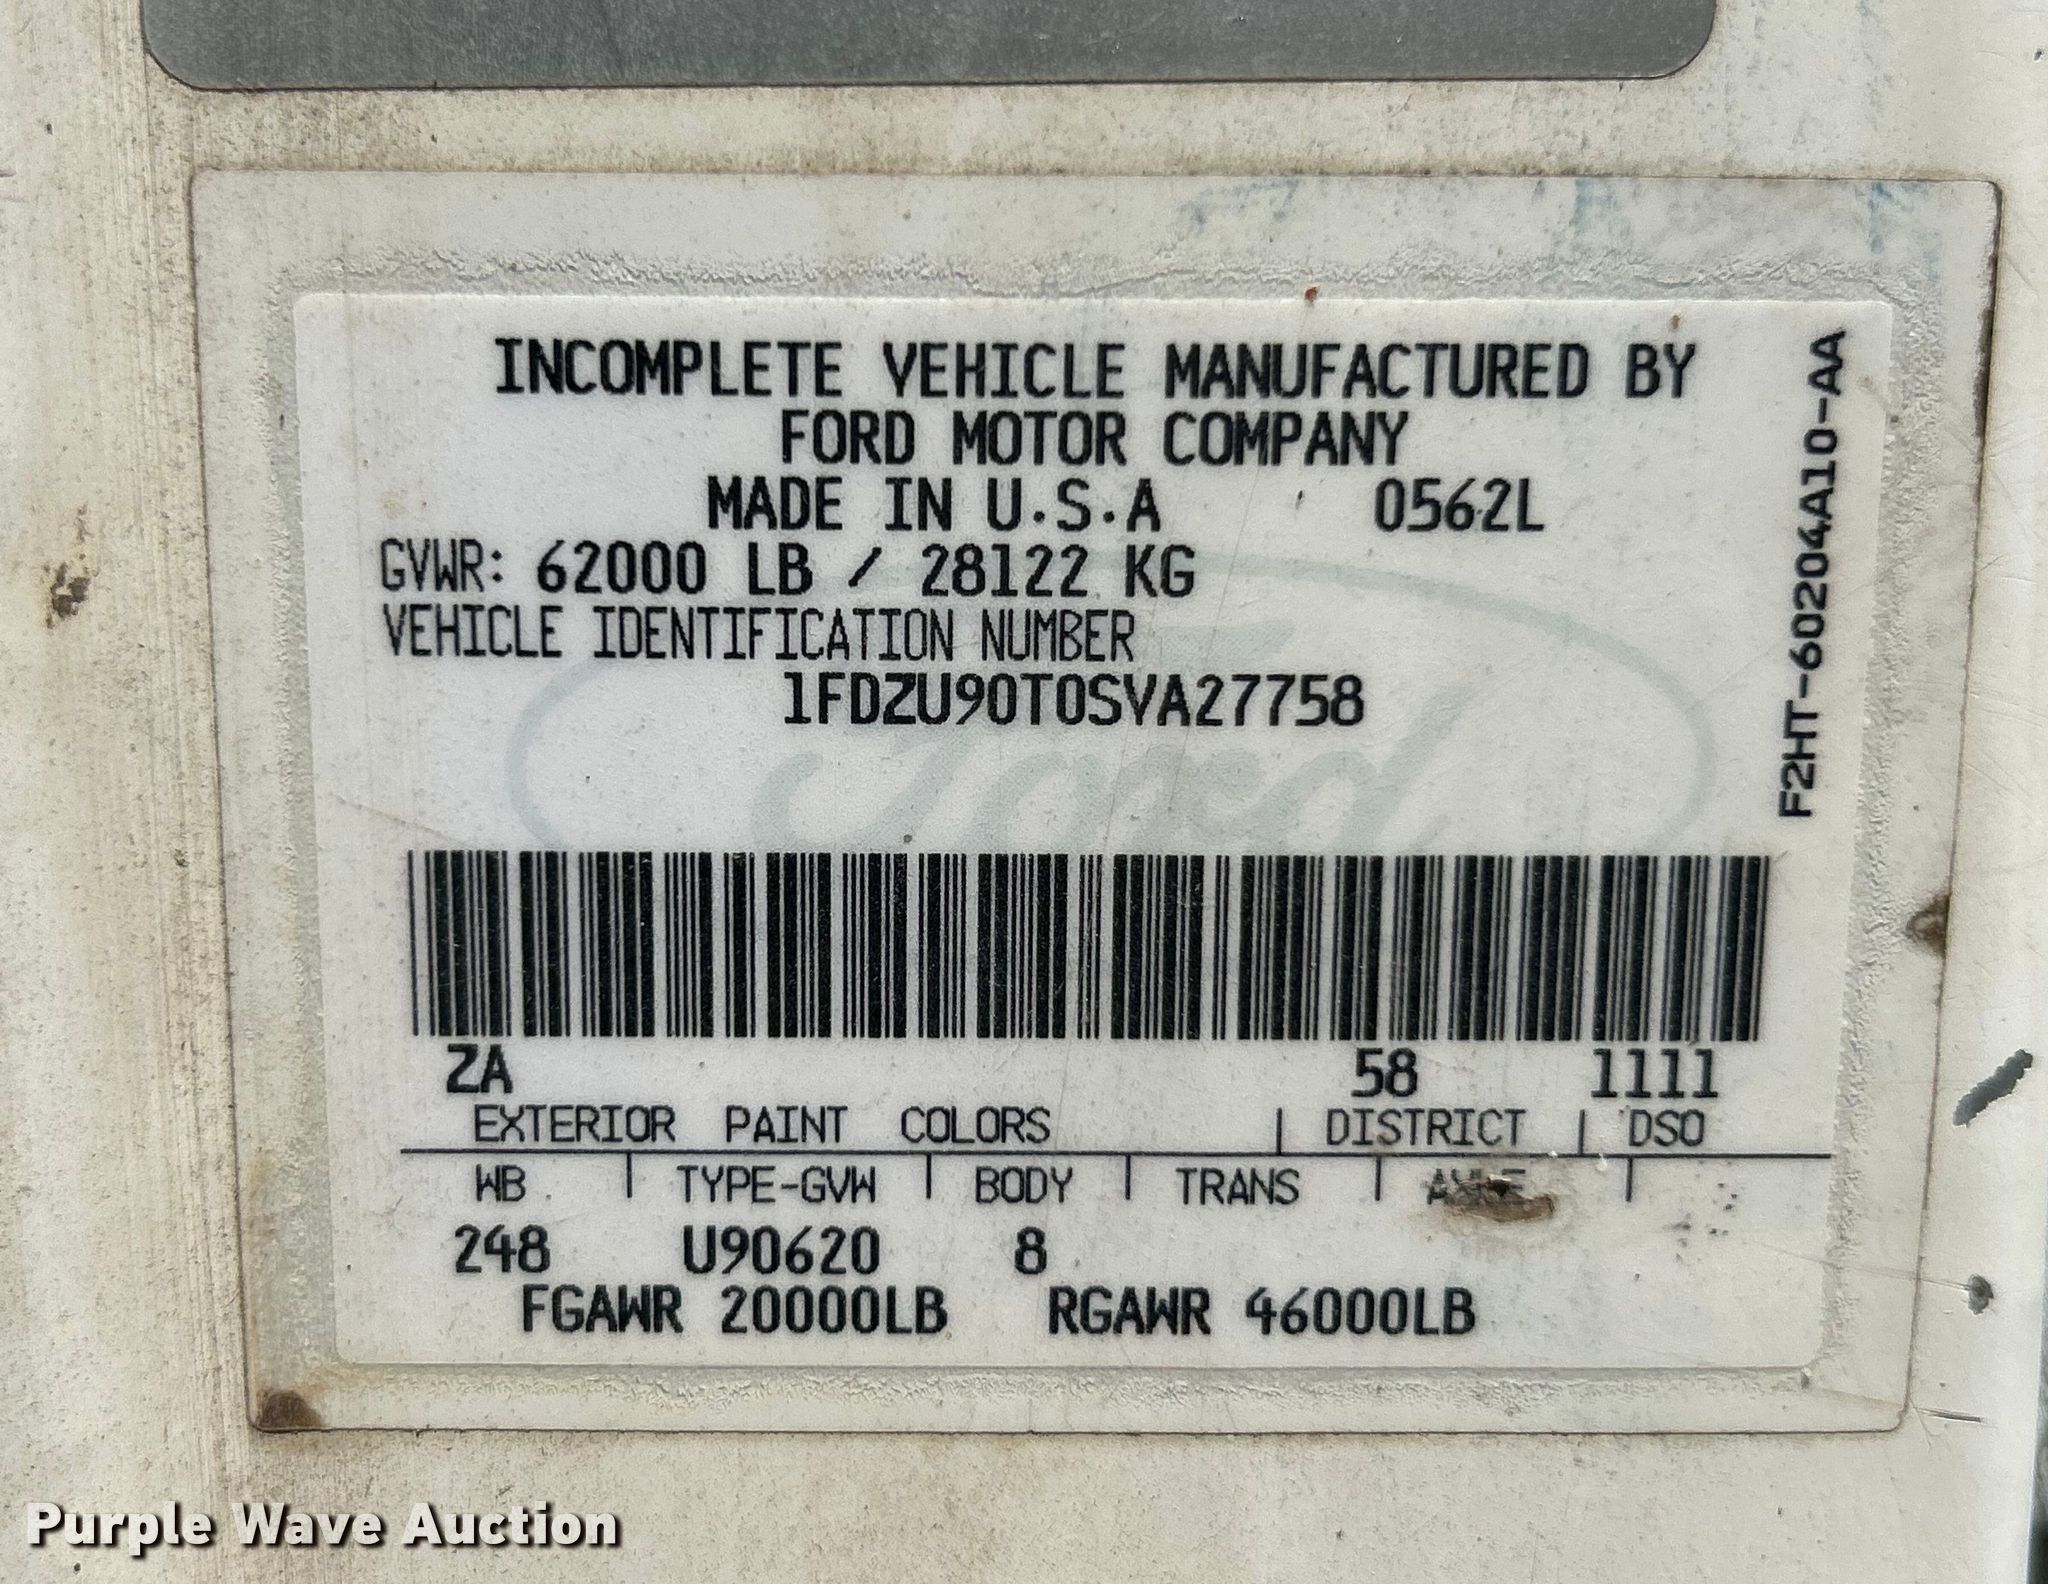 INCOMPLETE VEHICLE MANUFACTURED BY
FORD MOTOR COMPANY
MADE IN U.S.A 0562L
GVWR: 62000 LB / 28122 KG
VEHICLE IDENTIFICATION NUMBER
1FDZU90T0SVA27758
Ford
F2HT-60204A10-AA
ZA 58 1111
EXTERIOR PAINT COLORS | DISTRICT | DSO
WB | TYPE-GVW | BODY | TRANS | AXLE |
248 U90620 8
FGAWR 20000LB RGAWR 46000LB
Purple Wave Auction